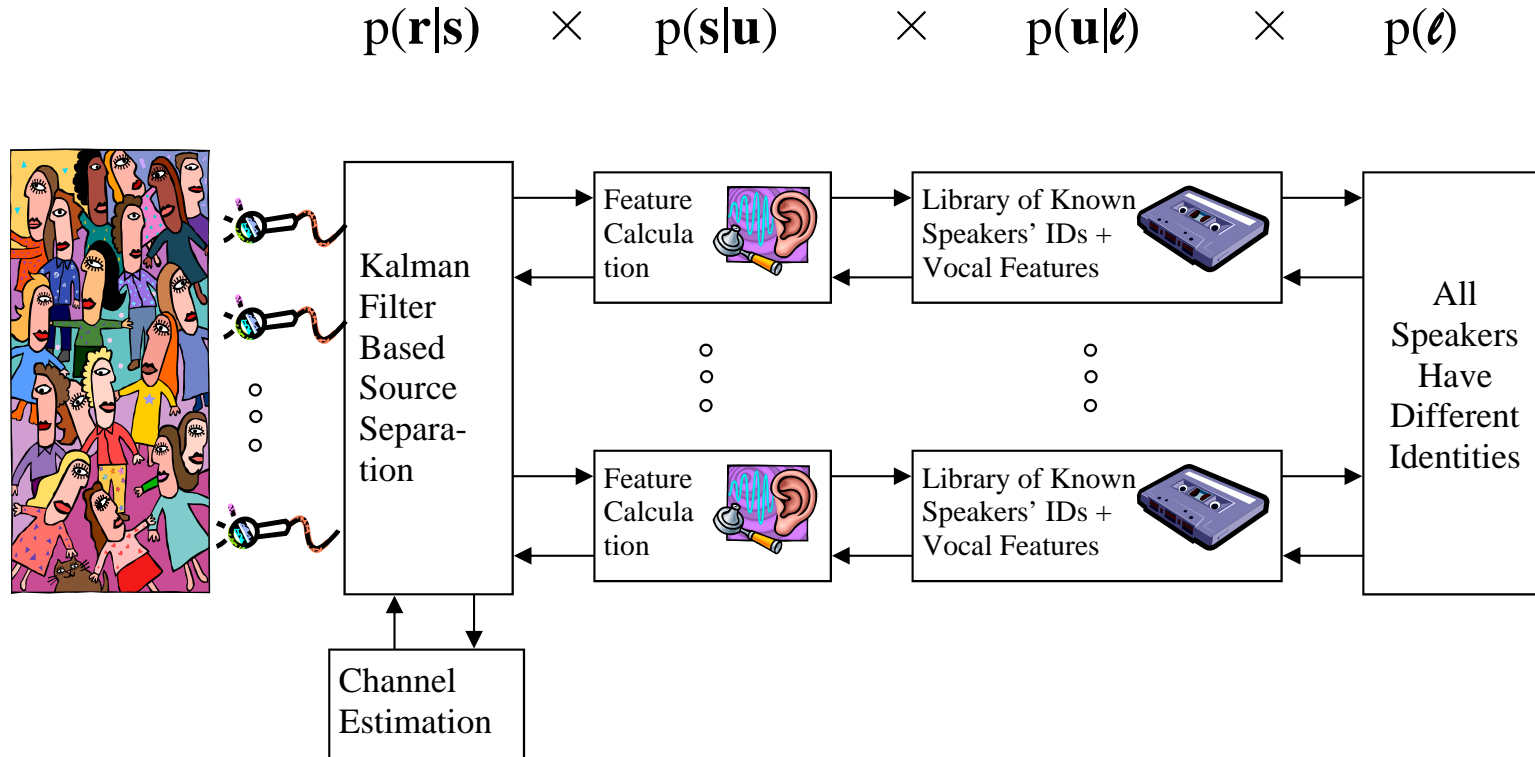 p(r|s) × p(s|u) × p(u|ℓ) × p(ℓ)
Kalman
Filter
Based
Source
Separa-
tion
Feature
Calcula
tion
Library of Known
Speakers’ IDs +
Vocal Features
Feature
Calcula
tion
Library of Known
Speakers’ IDs +
Vocal Features
All
Speakers
Have
Different
Identities
Channel
Estimation